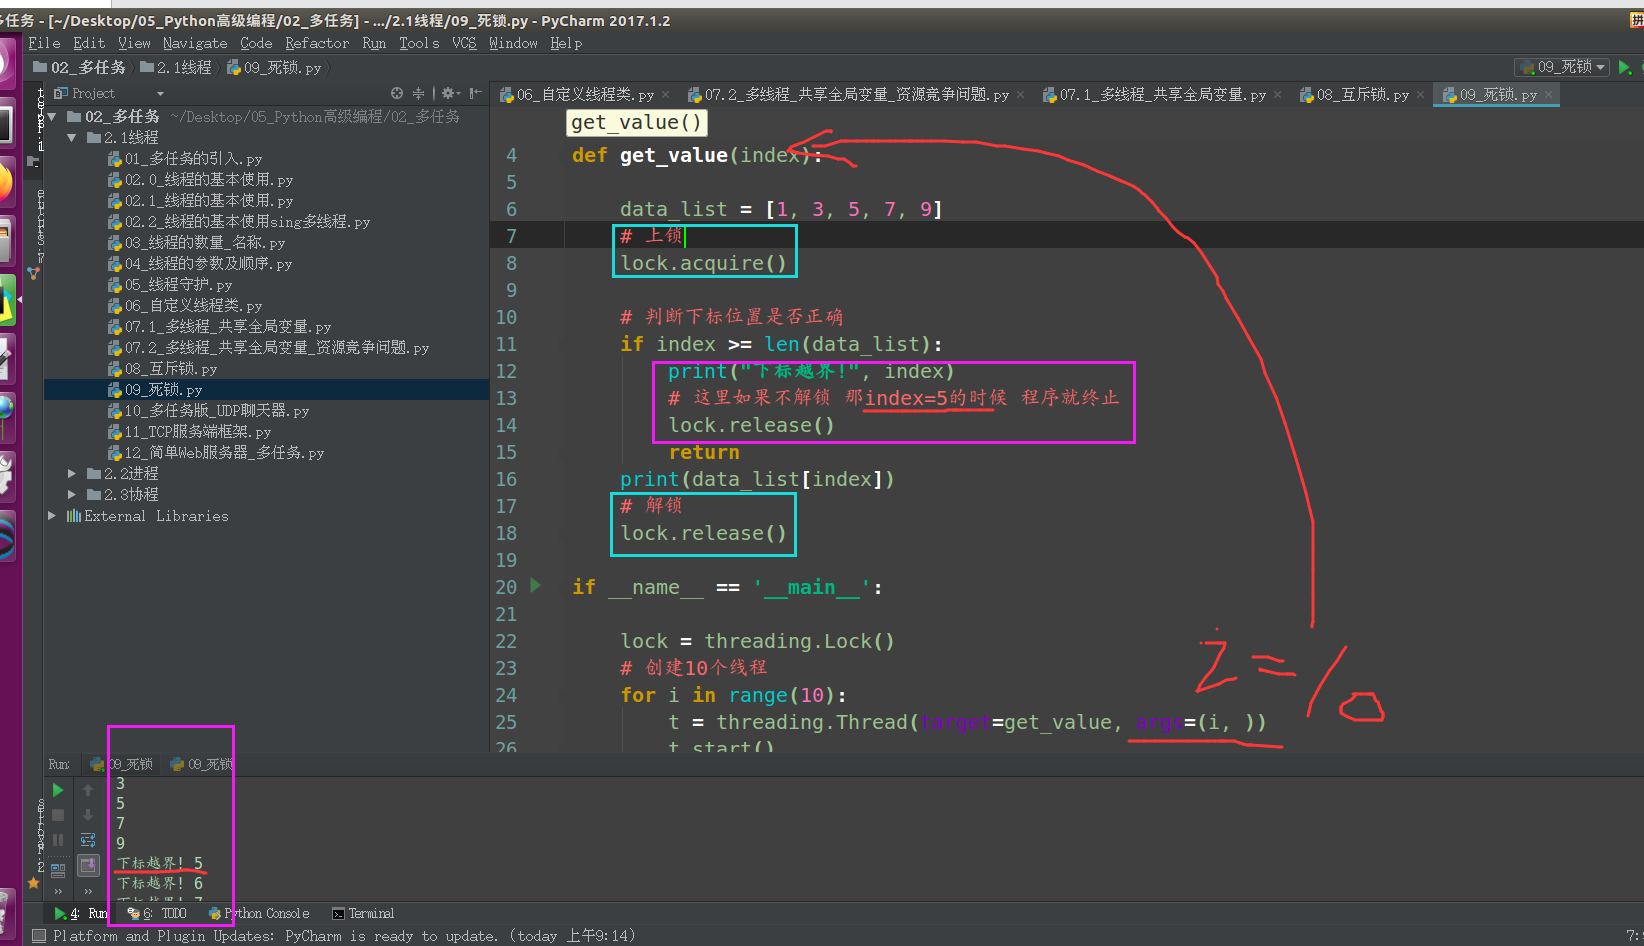 多任务 - [~/Desktop/05_Python高级编程/02_多任务] - .../2.1线程/09_死锁.py - PyCharm 2017.1.2
拼
File Edit View Navigate Code Refactor Run Tools VCS Window Help
02_多任务 2.1线程 09_死锁.py
09_死锁
Project
06_自定义线程类.py × 07.2_多线程_共享全局变量_资源竞争问题.py × 07.1_多线程_共享全局变量.py × 08_互斥锁.py × 09_死锁.py ×
02_多任务 ~/Desktop/05_Python高级编程/02_多任务
2.1线程
01_多任务的引入.py
02.0_线程的基本使用.py
02.1_线程的基本使用.py
02.2_线程的基本使用sing多线程.py
03_线程的数量_名称.py
04_线程的参数及顺序.py
05_线程守护.py
06_自定义线程类.py
07.1_多线程_共享全局变量.py
07.2_多线程_共享全局变量_资源竞争问题.py
08_互斥锁.py
09_死锁.py
10_多任务版_UDP聊天器.py
11_TCP服务端框架.py
12_简单Web服务器_多任务.py
2.2进程
2.3协程
External Libraries
get_value()
4 def get_value(index):
5
6 data_list = [1, 3, 5, 7, 9]
7 # 上锁
8 lock.acquire()
9
10 # 判断下标位置是否正确
11 if index >= len(data_list):
12 print("下标越界!", index)
13 # 这里如果不解锁 那index=5的时候 程序就终止
14 lock.release()
15 return
16 print(data_list[index])
17 # 解锁
18 lock.release()
19
20 if __name__ == '__main__':
21
22 lock = threading.Lock()
23 # 创建10个线程
24 for i in range(10):
25 t = threading.Thread(target=get_value, args=(i, ))
26 t.start()
i=10
Run: 09_死锁 09_死锁
3
5
7
9
下标越界! 5
下标越界! 6
下标越界! 7
4: Run 6: TODO Python Console Terminal
Platform and Plugin Updates: PyCharm is ready to update. (today 上午9:14)
7: